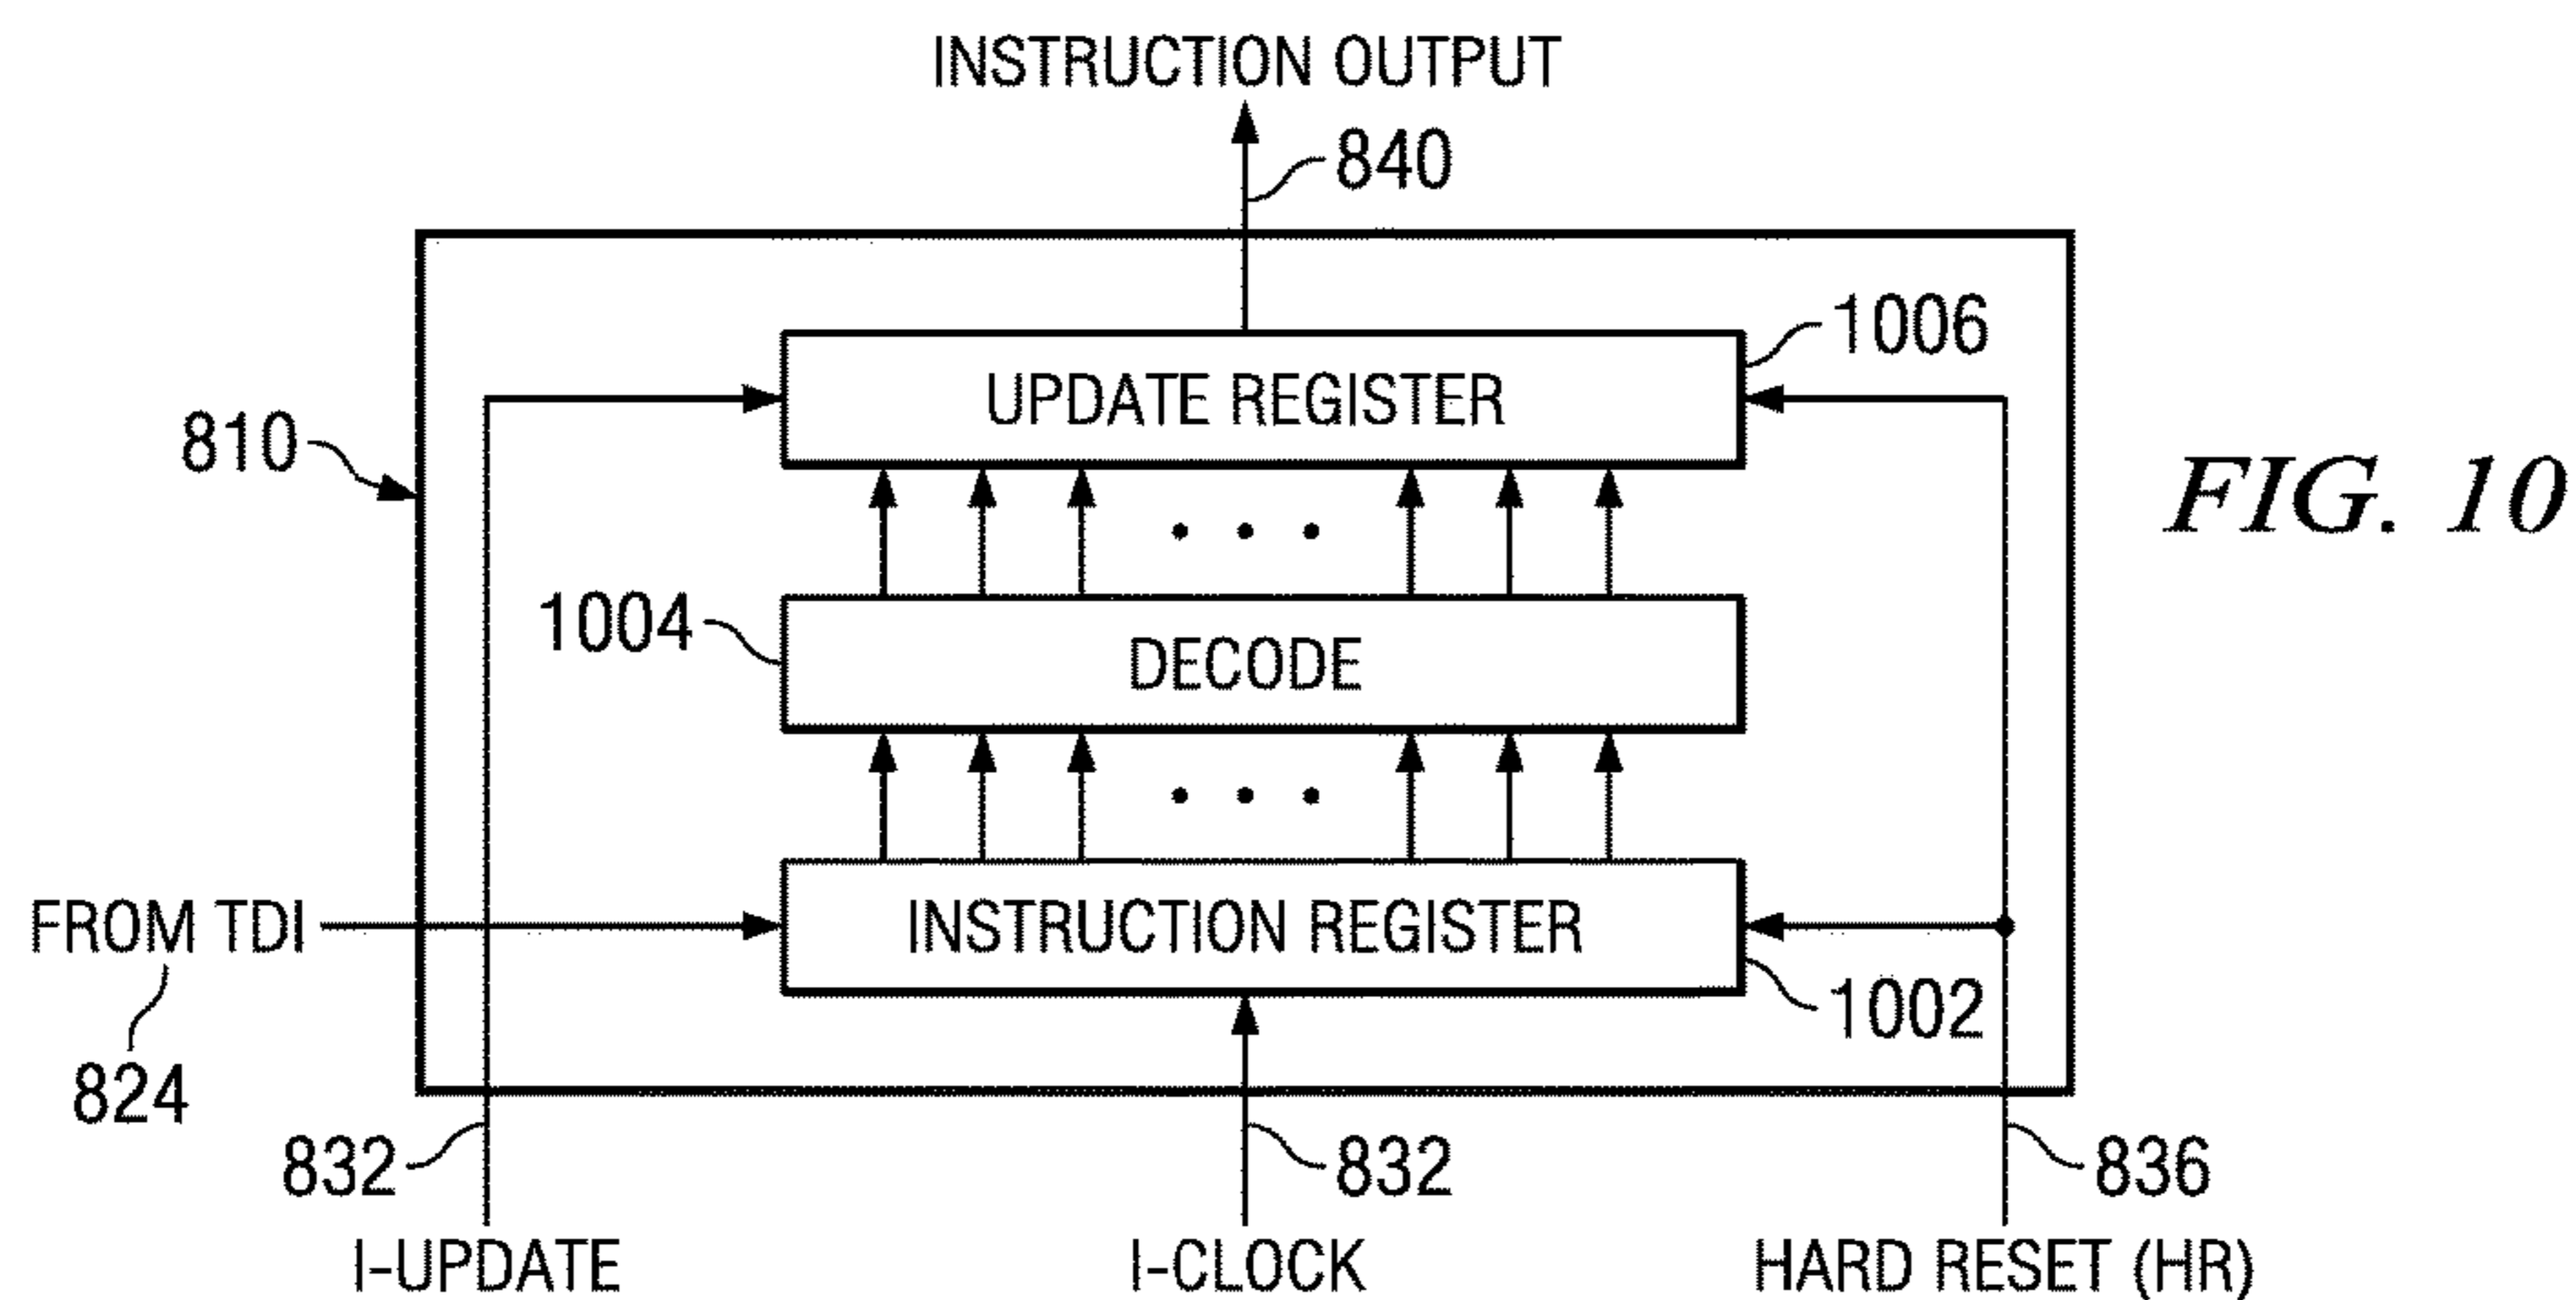 INSTRUCTION OUTPUT
840
1006
UPDATE REGISTER
810
FIG. 10
1004
DECODE
FROM TDI
INSTRUCTION REGISTER
1002
824
832
832
836
I-UPDATE
I-CLOCK
HARD RESET (HR)